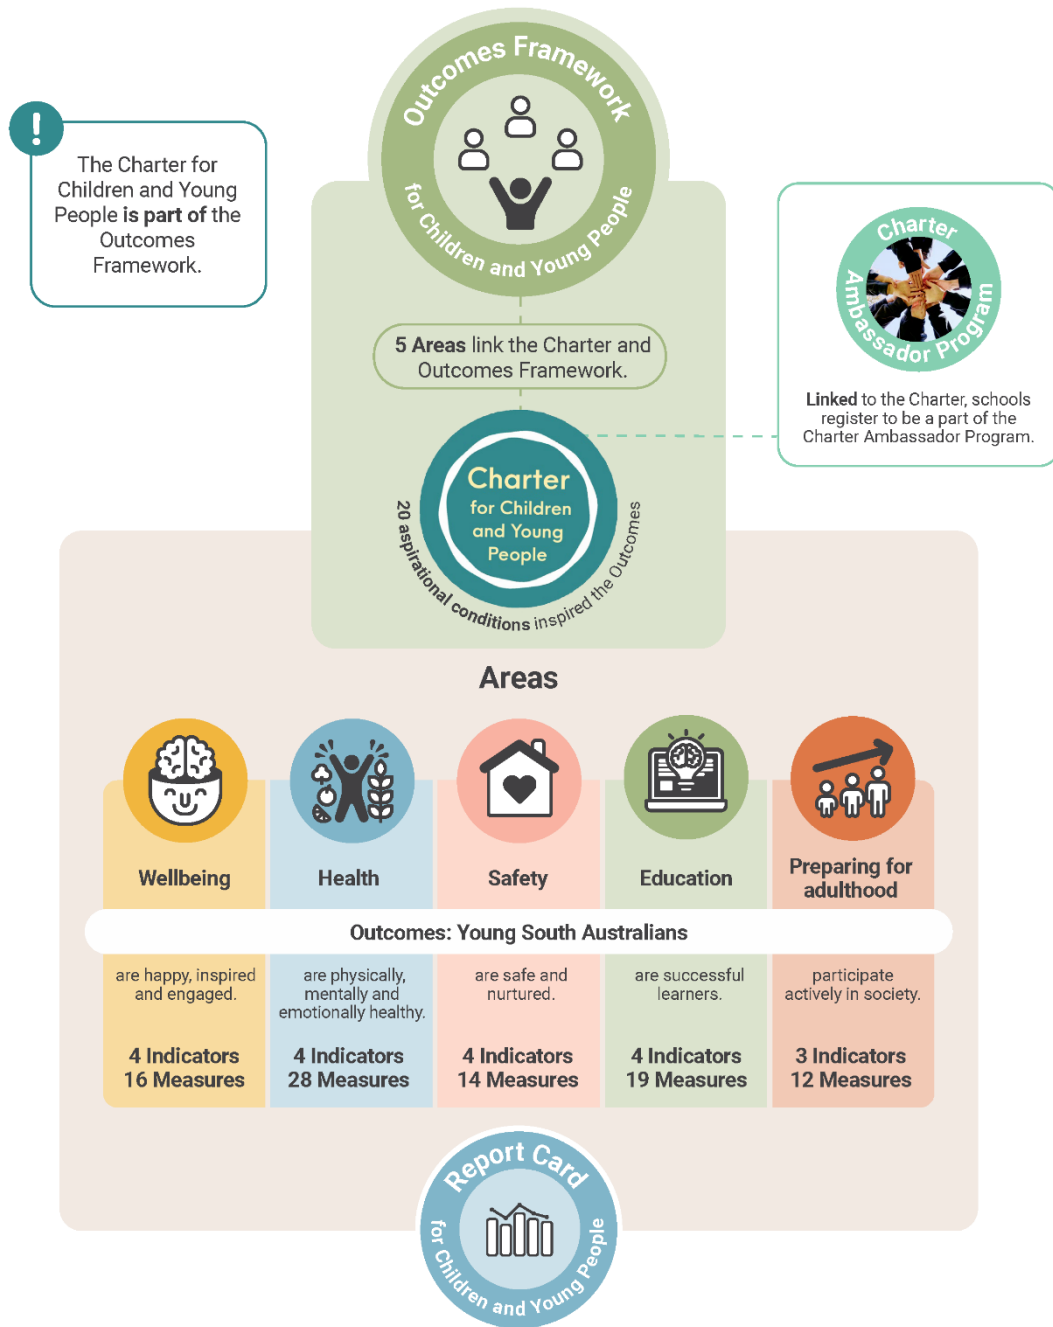 Outcomes Framework
for Children and Young People
!
The Charter for
Children and Young
People is part of the
Outcomes
Framework.
5 Areas link the Charter and
Outcomes Framework.
Charter
Ambassador Program
Linked to the Charter, schools
register to be a part of the
Charter Ambassador Program.
Charter
for Children
and Young
People
20 aspirational conditions inspired the Outcomes
Areas
Wellbeing
Health
Safety
Education
Preparing for
adulthood
Outcomes: Young South Australians
are happy, inspired
and engaged.
are physically,
mentally and
emotionally healthy.
are safe and
nurtured.
are successful
learners.
participate
actively in society.
4 Indicators
16 Measures
4 Indicators
28 Measures
4 Indicators
14 Measures
4 Indicators
19 Measures
3 Indicators
12 Measures
Report Card
for Children and Young People